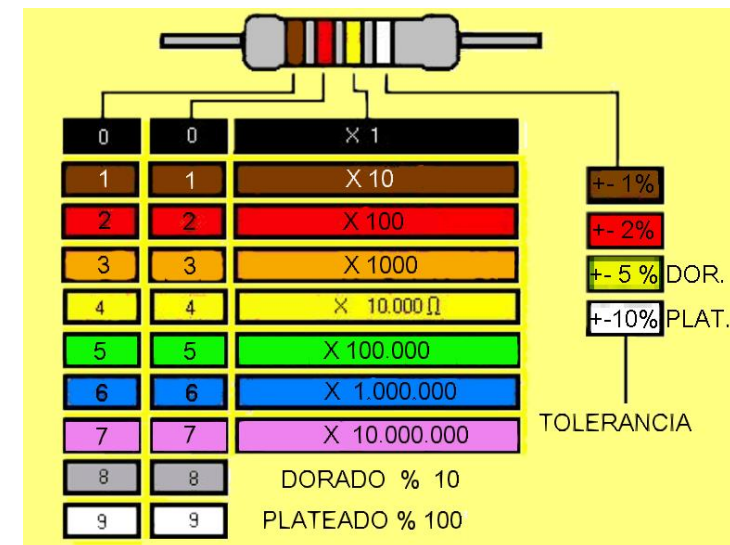 0 0 X 1
1 1 X 10 +- 1%
2 2 X 100 +- 2%
3 3 X 1000 +- 5 % DOR.
4 4 X 10.000 Ω +-10% PLAT.
5 5 X 100.000
6 6 X 1.000.000
7 7 X 10.000.000 TOLERANCIA
8 8 DORADO % 10
9 9 PLATEADO % 100